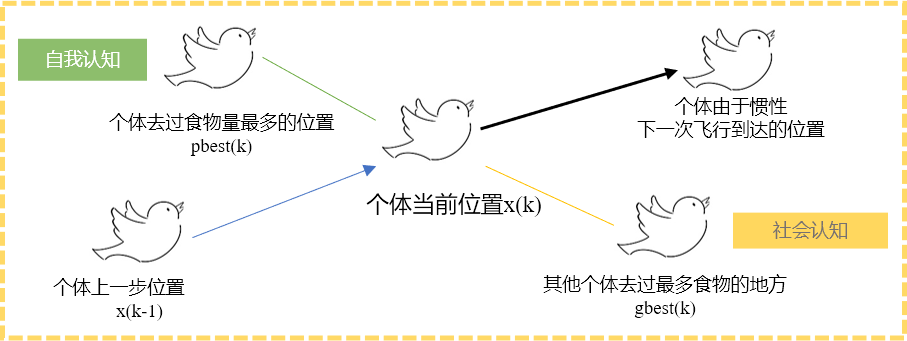 自我认知
个体去过食物量最多的位置
pbest(k)
个体由于惯性
下一次飞行到达的位置
个体当前位置x(k)
个体上一步位置
x(k-1)
社会认知
其他个体去过最多食物的地方
gbest(k)